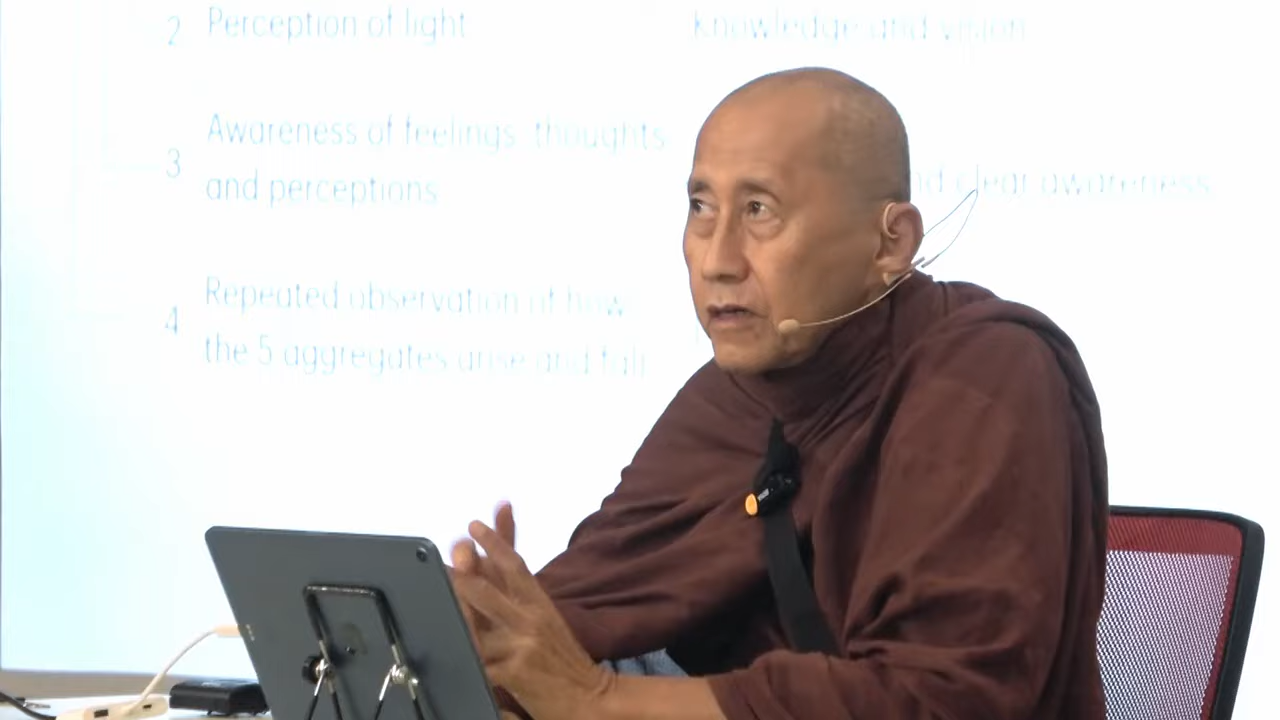 2 Perception of light Knowledge and vision
3 Awareness of feelings thoughts
and perceptions
clear awareness
4 Repeated observation of how
the 5 aggregates arise and fall